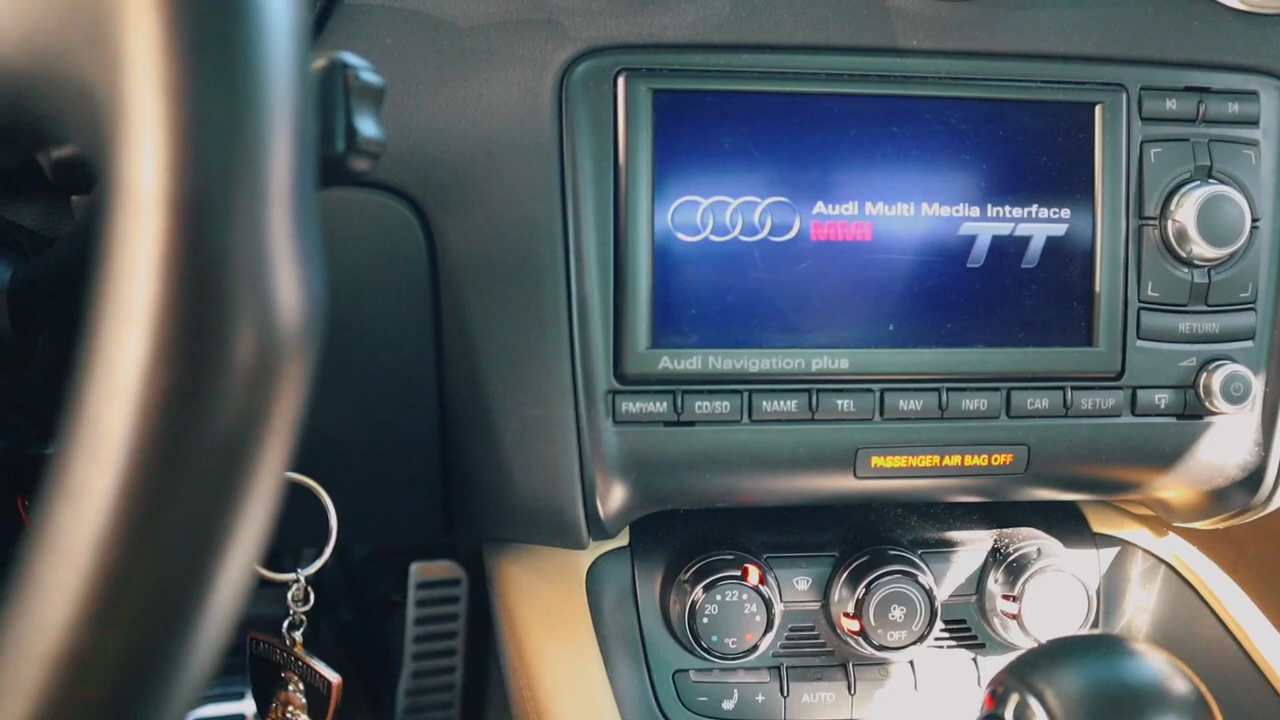 Audi Multi Media Interface
MMI
TT
Audi Navigation plus
RETURN
FM/AM CD/SD NAME TEL NAV INFO CAR SETUP
PASSENGER AIR BAG OFF
20 22 24
°C
OFF
- + AUTO
LAMBORGHINI